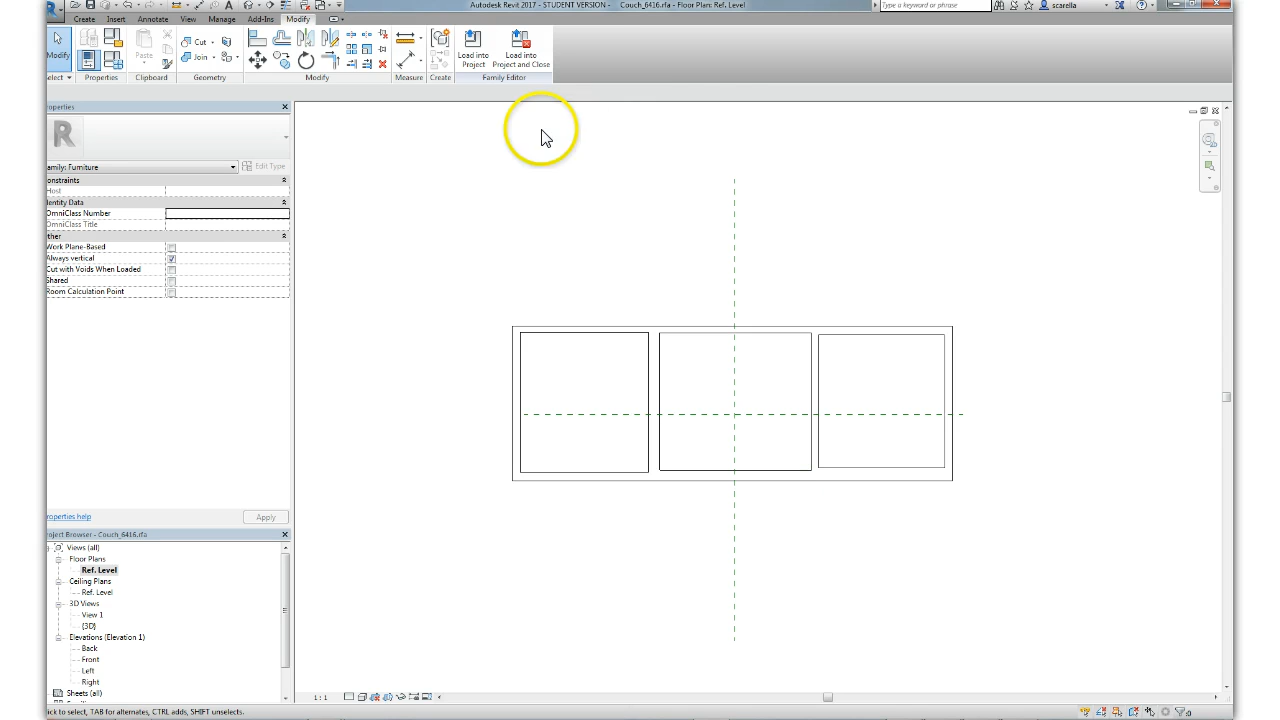 Autodesk Revit 2017 - STUDENT VERSION - Couch_6416.rfa - Floor Plan: Ref. Level
Type a keyword or phrase
scarella
Create Insert Annotate View Manage Add-Ins Modify
Modify
Paste
Cut
Join
Load into Project
Load into Project and Close
elect Properties Clipboard Geometry Modify Measure Create Family Editor
roperties
R
amily: Furniture
Edit Type
onstraints
Host
dentity Data
OmniClass Number
OmniClass Title
ther
Work Plane-Based
Always vertical
Cut with Voids When Loaded
Shared
Room Calculation Point
roperties help
Apply
roject Browser - Couch_6416.rfa
Views (all)
Floor Plans
Ref. Level
Ceiling Plans
Ref. Level
3D Views
View 1
{3D}
Elevations (Elevation 1)
Back
Front
Left
Right
Sheets (all)
1:1
lick to select, TAB for alternates, CTRL adds, SHIFT unselects.
:0